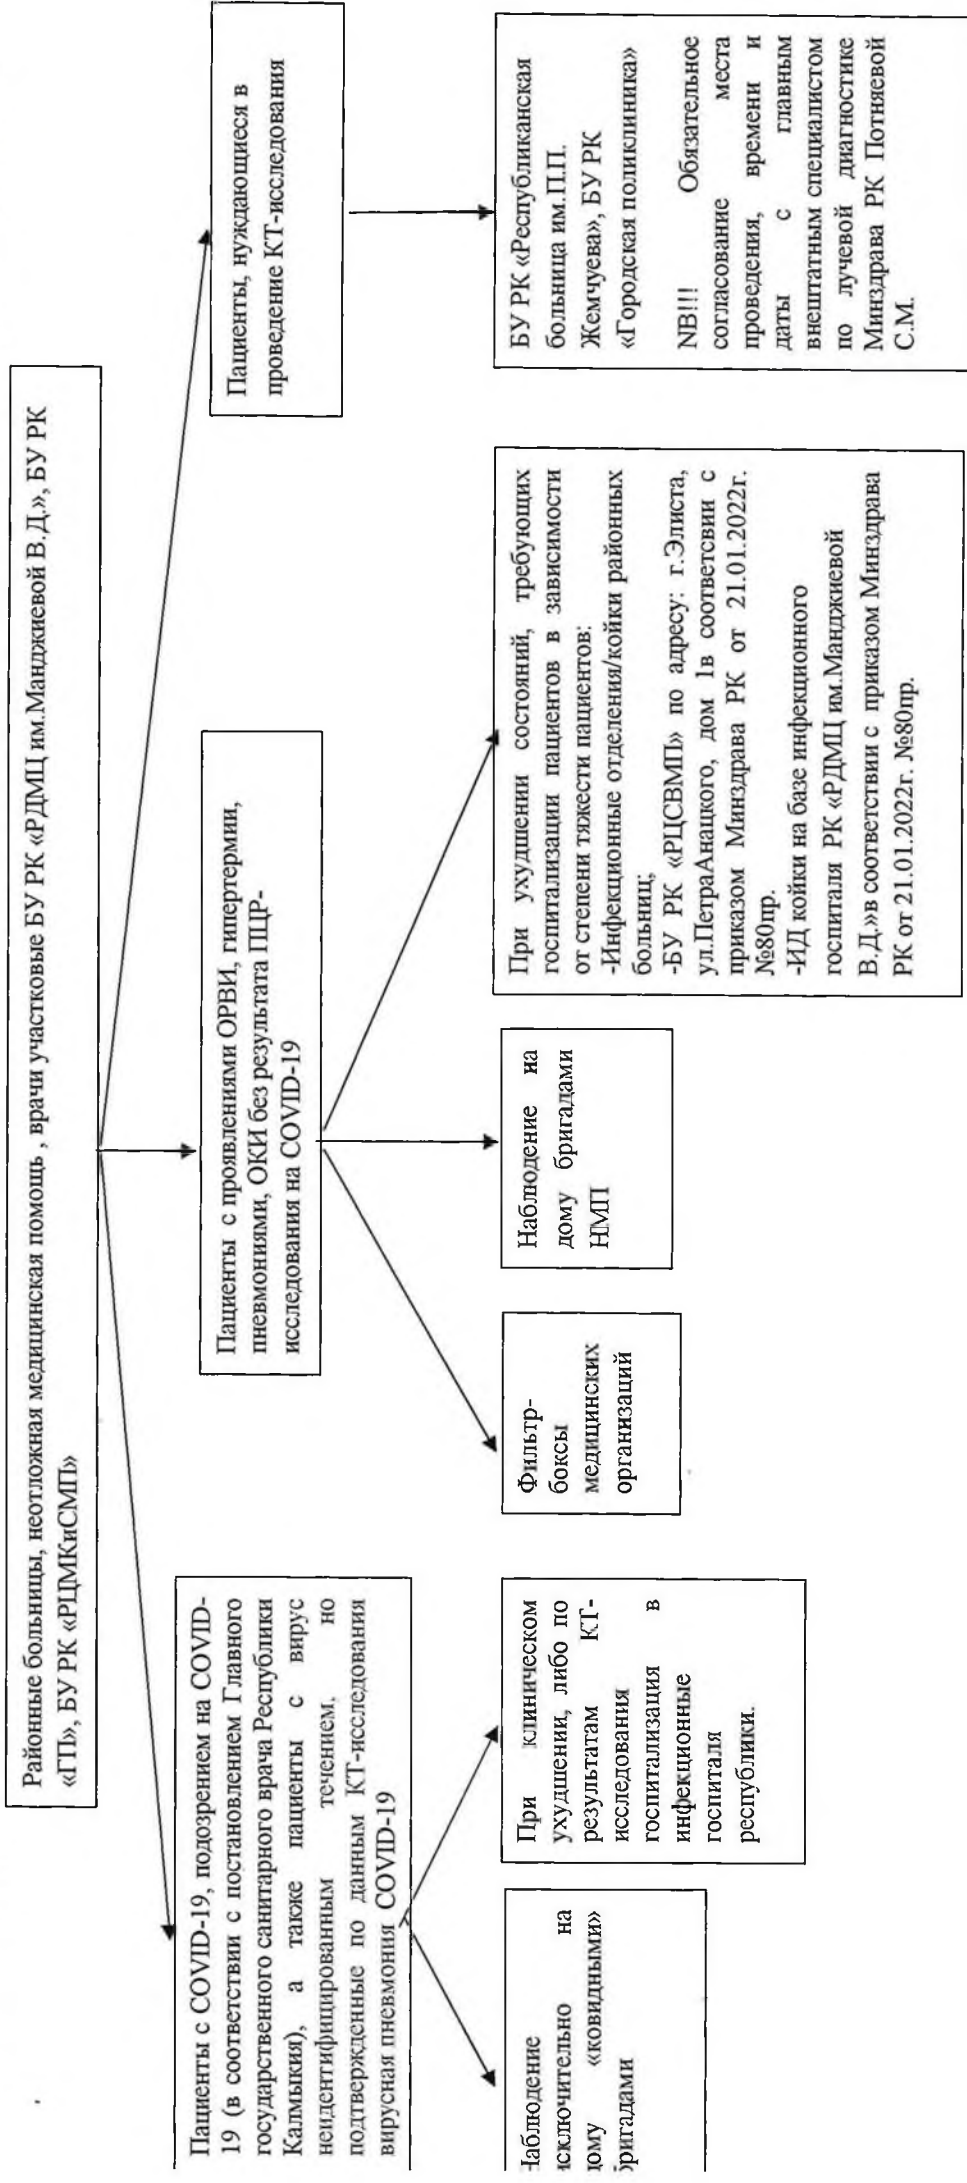 Районные больницы, неотложная медицинская помощь , врачи участковые БУ РК «РДМЦ им.Манджиевой В.Д.», БУ РК
«ГП», БУ РК «РЦМКиСМП»
Пациенты с COVID-19, подозрением на COVID-
19 (в соответствии с постановлением Главного
государственного санитарного врача Республики
Калмыкия), а также пациенты с вирус
неидентифицированным течением, но
подтвержденные по данным КТ-исследования
вирусная пневмония COVID-19
Пациенты с проявлениями ОРВИ, гипертермии,
пневмониями, ОКИ без результата ПЦР-
исследования на COVID-19
Пациенты, нуждающиеся в
проведение КТ-исследования
Наблюдение
исключительно на
дому «ковидными»
бригадами
При клиническом
ухудшении, либо по
результатам КТ-
исследования
госпитализация в
инфекционные
госпиталя
республики.
Фильтр-
боксы
медицинских
организаций
Наблюдение на
дому бригадами
НМП
При ухудшении состояний, требующих
госпитализации пациентов в зависимости
от степени тяжести пациентов:
-Инфекционные отделения/койки районных
больниц;
-БУ РК «РЦСВМП» по адресу: г.Элиста,
ул.ПетраАнацкого, дом 1в соответсвии с
приказом Минздрава РК от 21.01.2022г.
№80пр.
-ИД койки на базе инфекционного
госпиталя РК «РДМЦ им.Манджиевой
В.Д.»в соответствии с приказом Минздрава
РК от 21.01.2022г. №80пр.
БУ РК «Республиканская
больница им.П.П.
Жемчуева», БУ РК
«Городская поликлиника»
NB!!! Обязательное
согласование места
проведения, времени и
даты с главным
внештатным специалистом
по лучевой диагностике
Минздрава РК Потняевой
С.М.